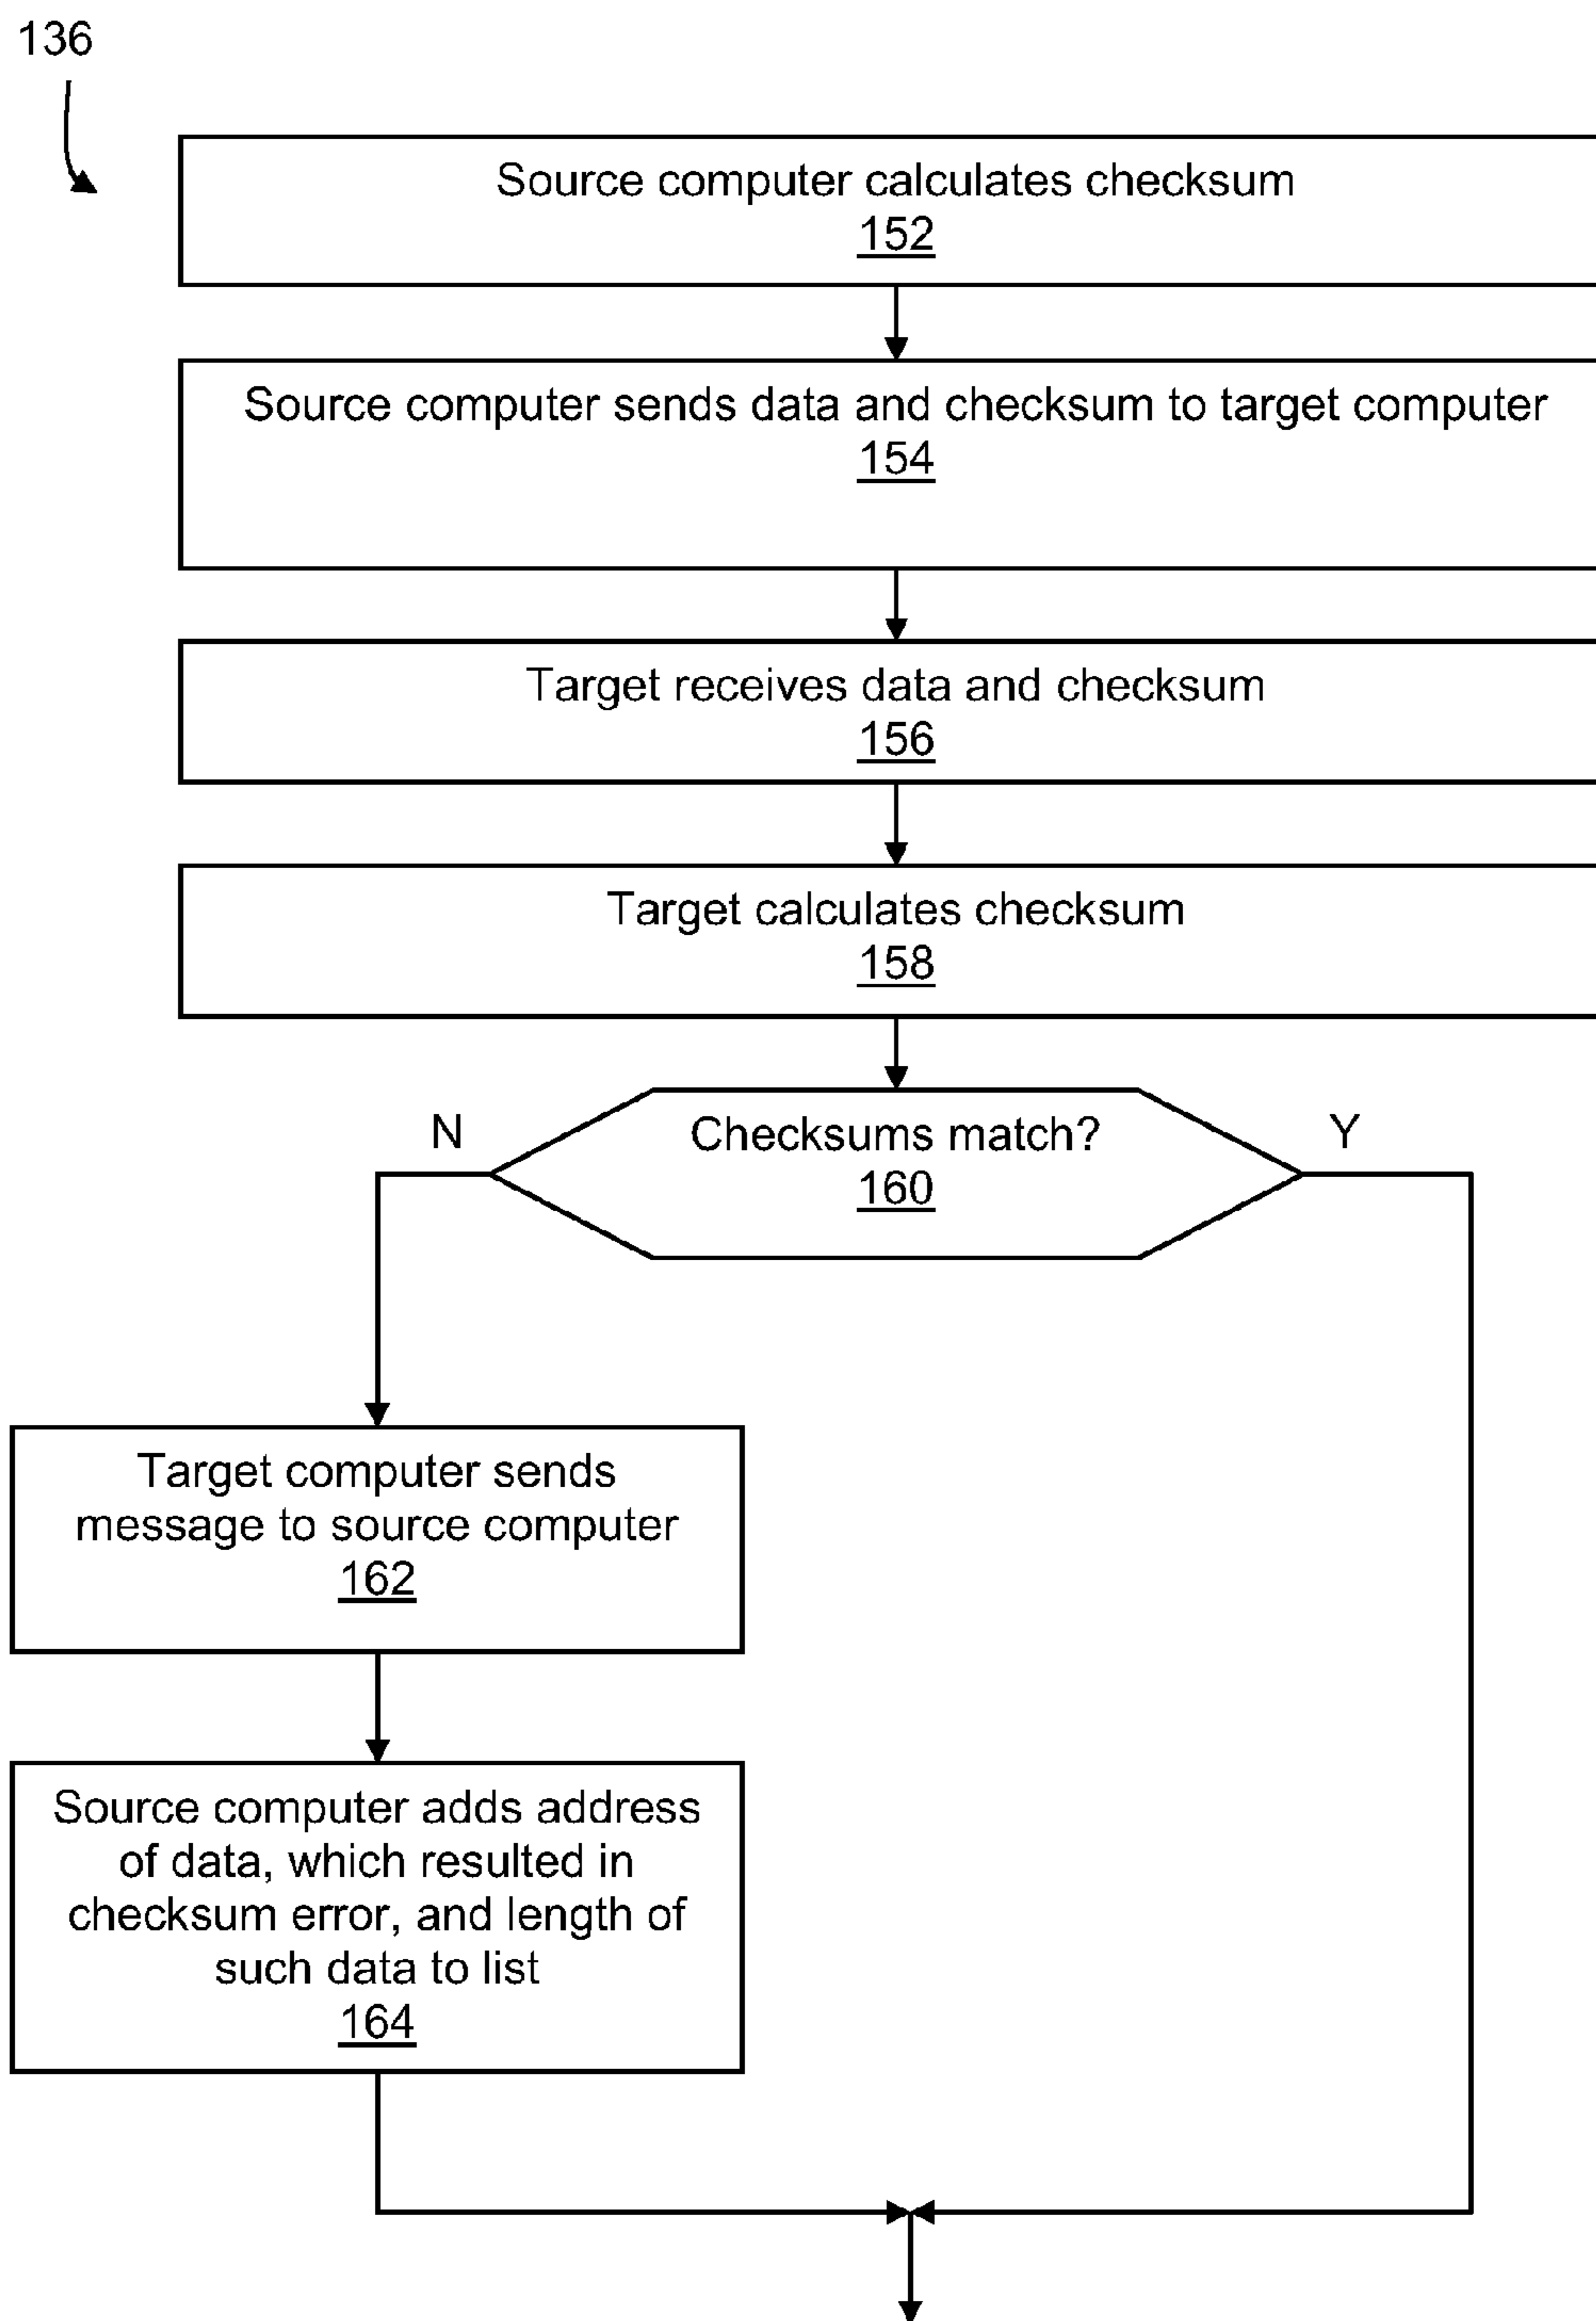 136
Source computer calculates checksum
152
Source computer sends data and checksum to target computer
154
Target receives data and checksum
156
Target calculates checksum
158
N
Checksums match?
Y
160
Target computer sends
message to source computer
162
Source computer adds address
of data, which resulted in
checksum error, and length of
such data to list
164